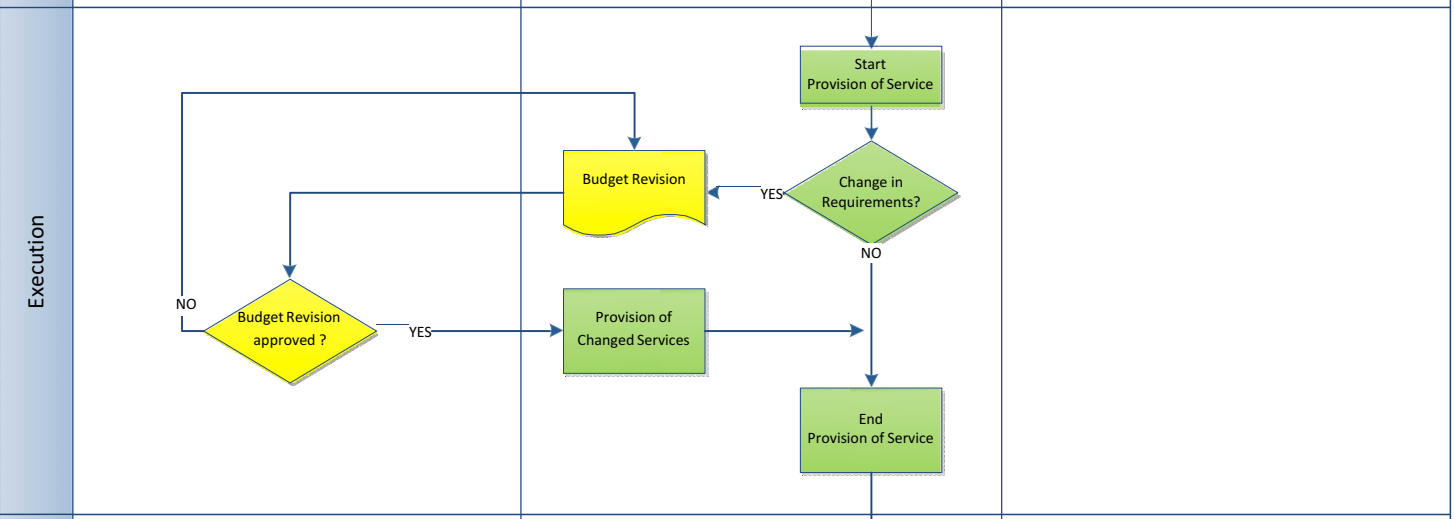 Execution
Start
Provision of Service
Change in
Requirements?
YES
NO
Budget Revision
Budget Revision
approved ?
NO
YES
Provision of
Changed Services
End
Provision of Service